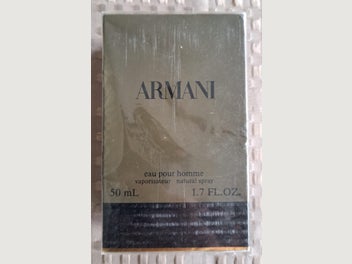 ARMANI
eau pour homme
vaporisateur natural spray
50 mL 1.7 FL.OZ.